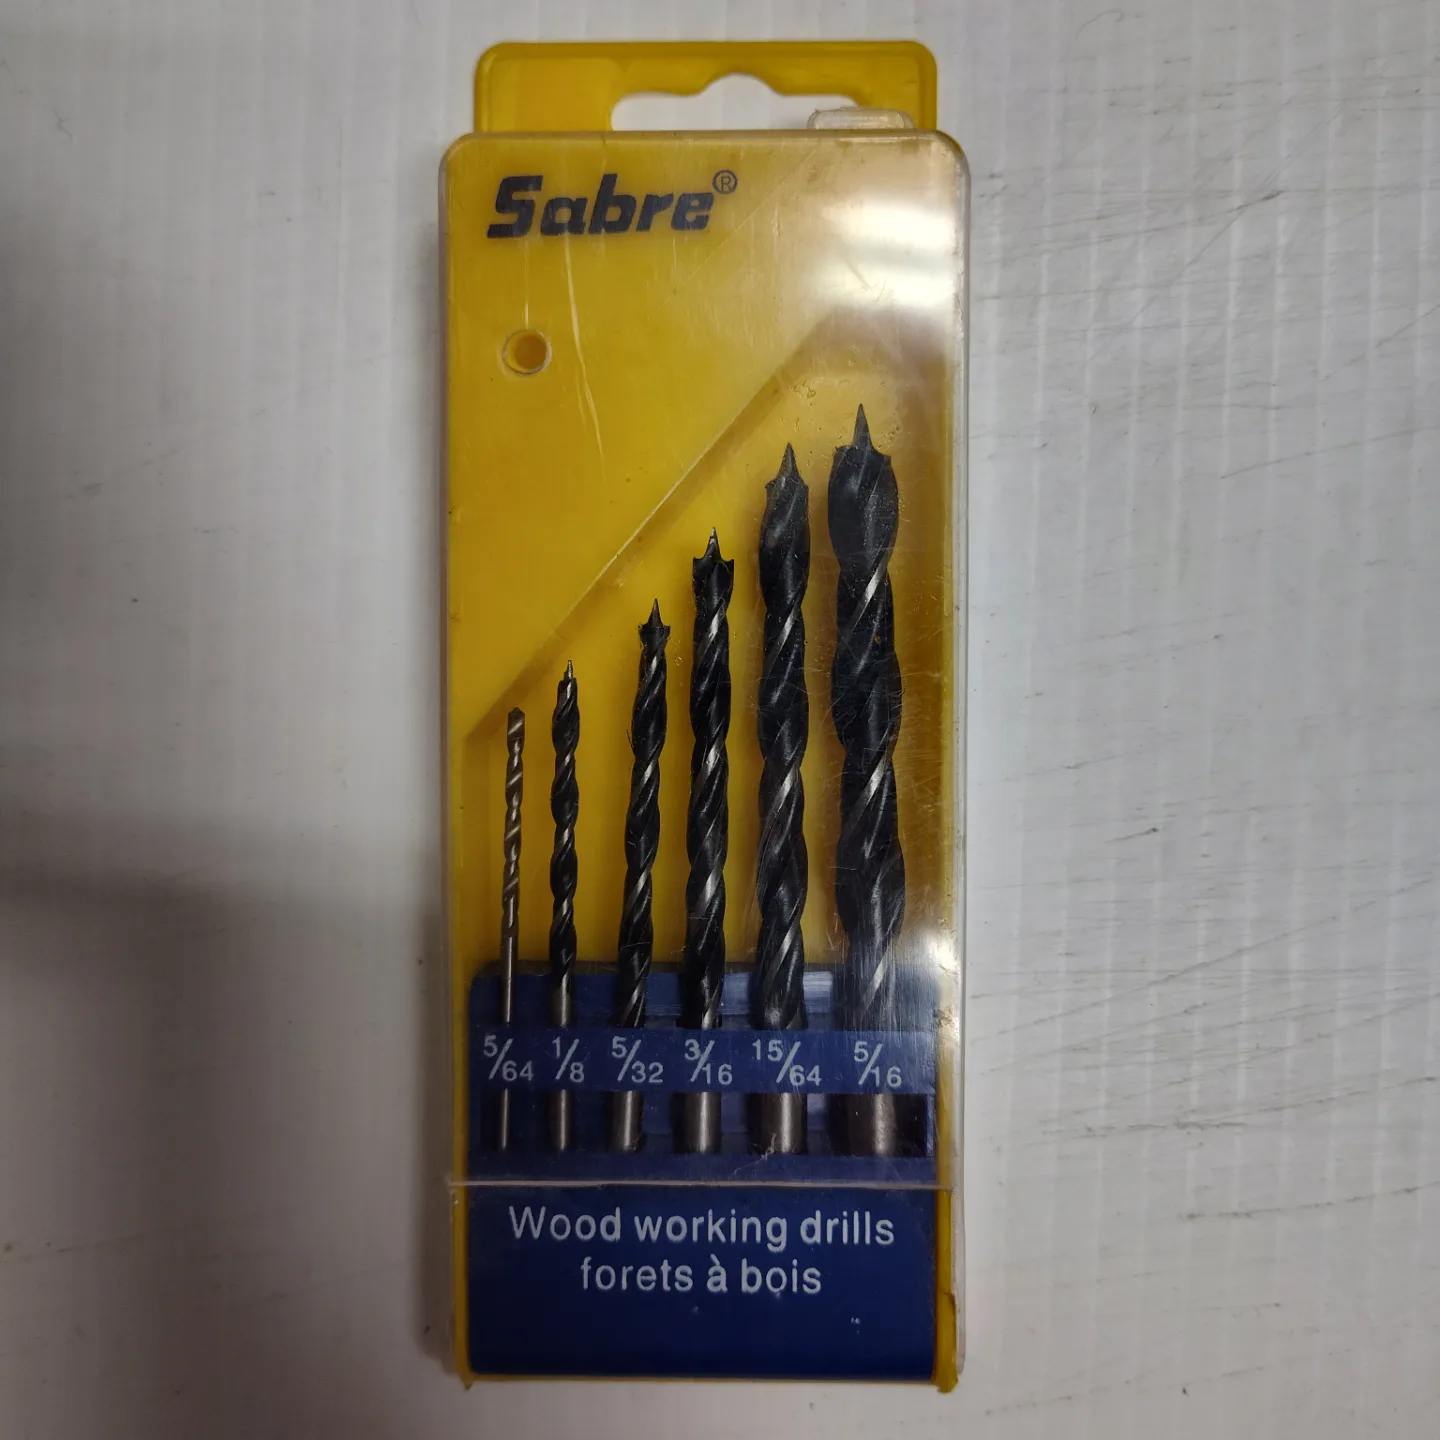 Sabre®
5/64 1/8 5/32 3/16 15/64 5/16
Wood working drills
forets à bois